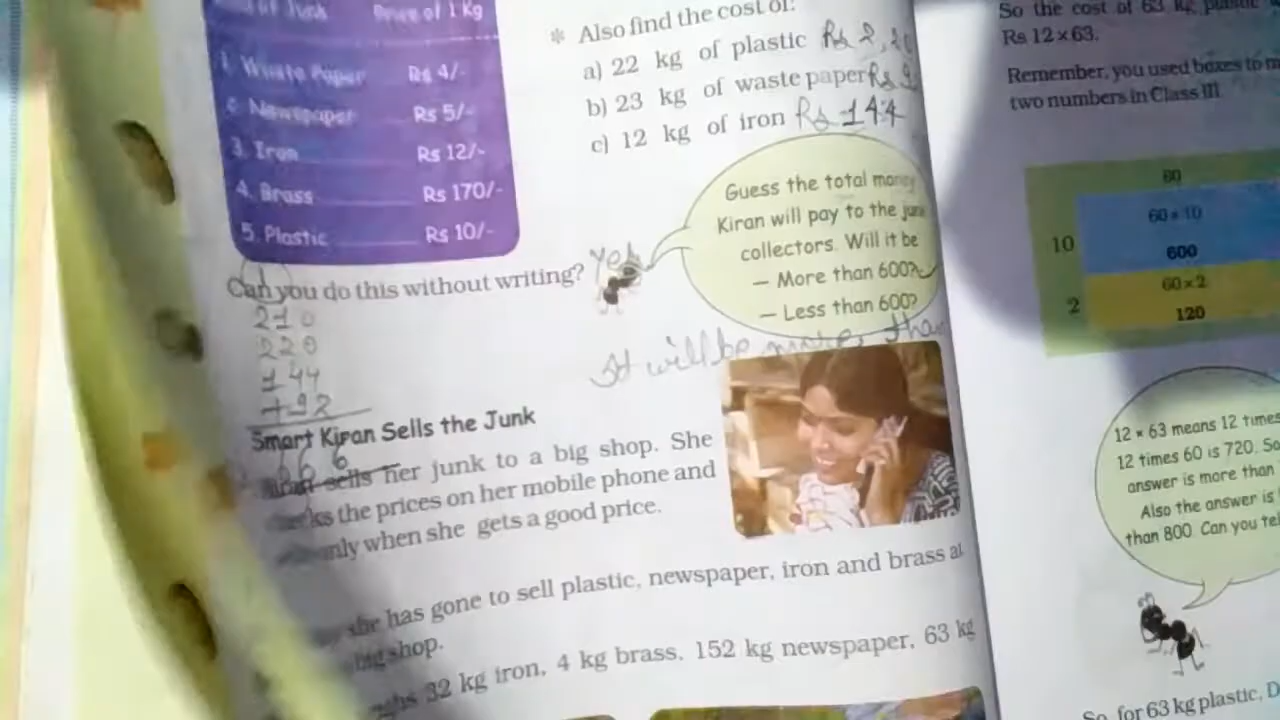 of Junk Price of 1 Kg
1. Waste Paper Rs 4/-
2. Newspaper Rs 5/-
3. Iron Rs 12/-
4. Brass Rs 170/-
5. Plastic Rs 10/-
Can you do this without writing? Yes
210
220
144
+92
666
* Also find the cost of:
a) 22 kg of plastic Rs 2,20
b) 23 kg of waste paper Rs 9
c) 12 kg of iron Rs 144
Guess the total money
Kiran will pay to the junk
collectors. Will it be
— More than 600?
— Less than 600?
It will be more than
Smart Kiran Sells the Junk
sells her junk to a big shop. She
the prices on her mobile phone and
only when she gets a good price.
she has gone to sell plastic, newspaper, iron and brass at
big shop.
32 kg iron, 4 kg brass, 152 kg newspaper, 63 kg
So the cost of 63 kg plastic
Rs 12×63.
Remember, you used boxes to
two numbers in Class III
60
10 60 × 10
600
2 60 × 2
120
12 × 63 means 12 times
12 times 60 is 720. So
answer is more than
Also the answer is
than 800. Can you
So, for 63 kg plastic,